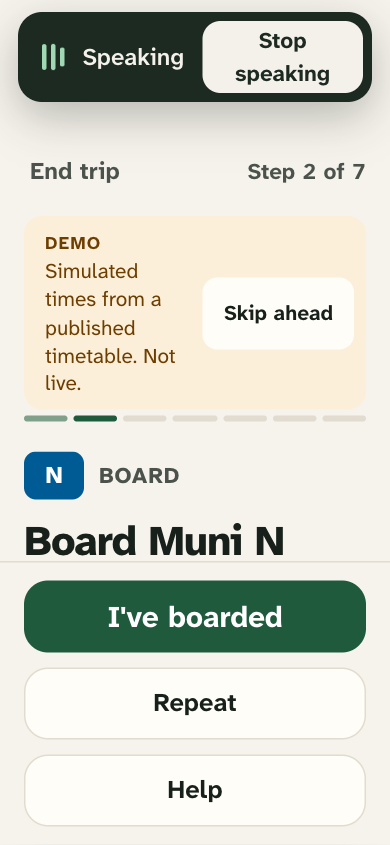 Speaking
Stop
speaking
End trip
Step 2 of 7
DEMO
Simulated
times from a
published
timetable. Not
live.
Skip ahead
N
BOARD
Board Muni N
I've boarded
Repeat
Help